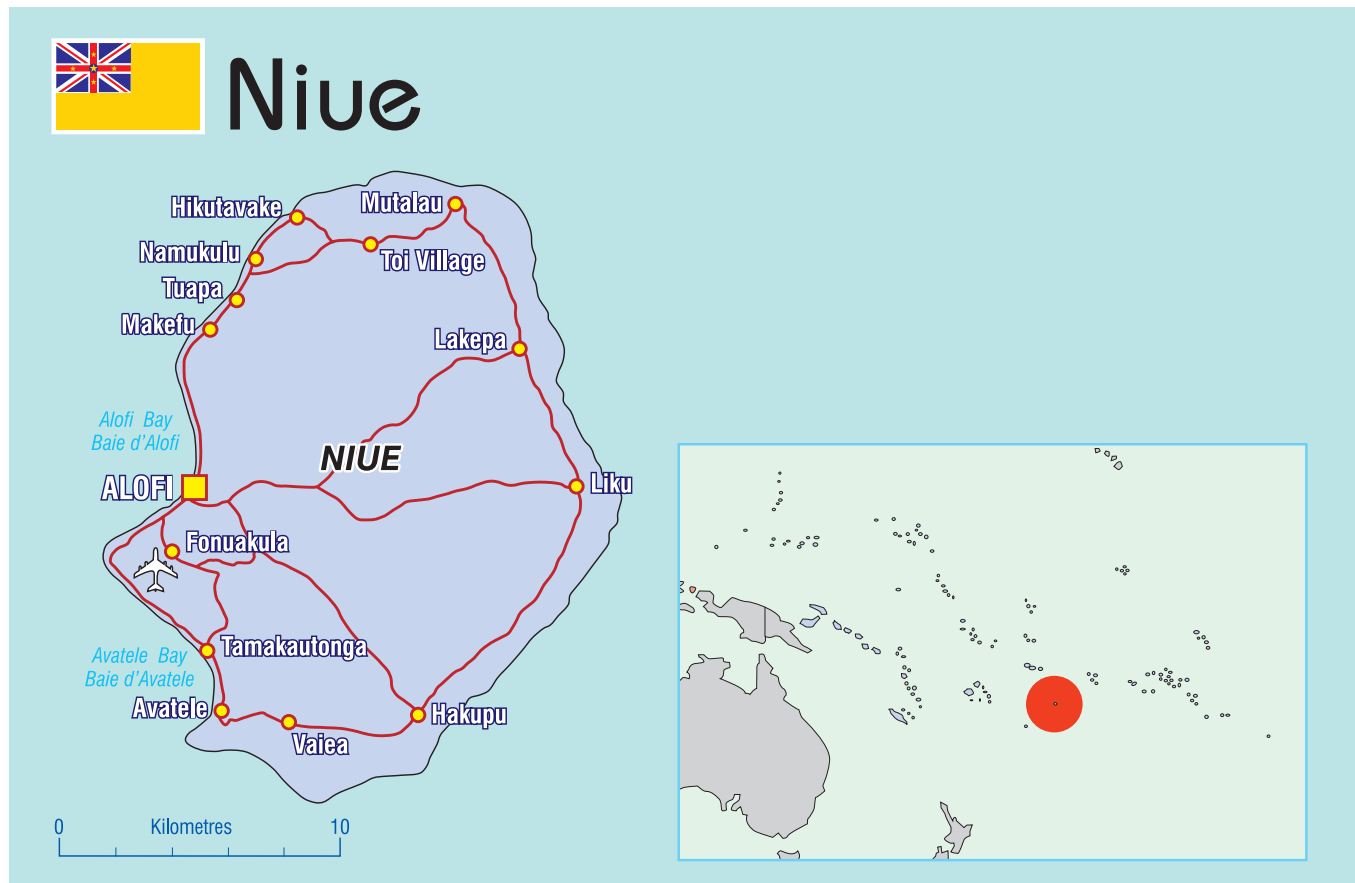 Niue
Hikutavake
Mutalau
Namukulu
Toi Village
Tuapa
Makefu
Lakepa
Alofi Bay
Baie d'Alofi
NIUE
ALOFI
Liku
Fonuakula
Tamakautonga
Avatele Bay
Baie d'Avatele
Avatele
Hakupu
Vaiea
0 Kilometres 10